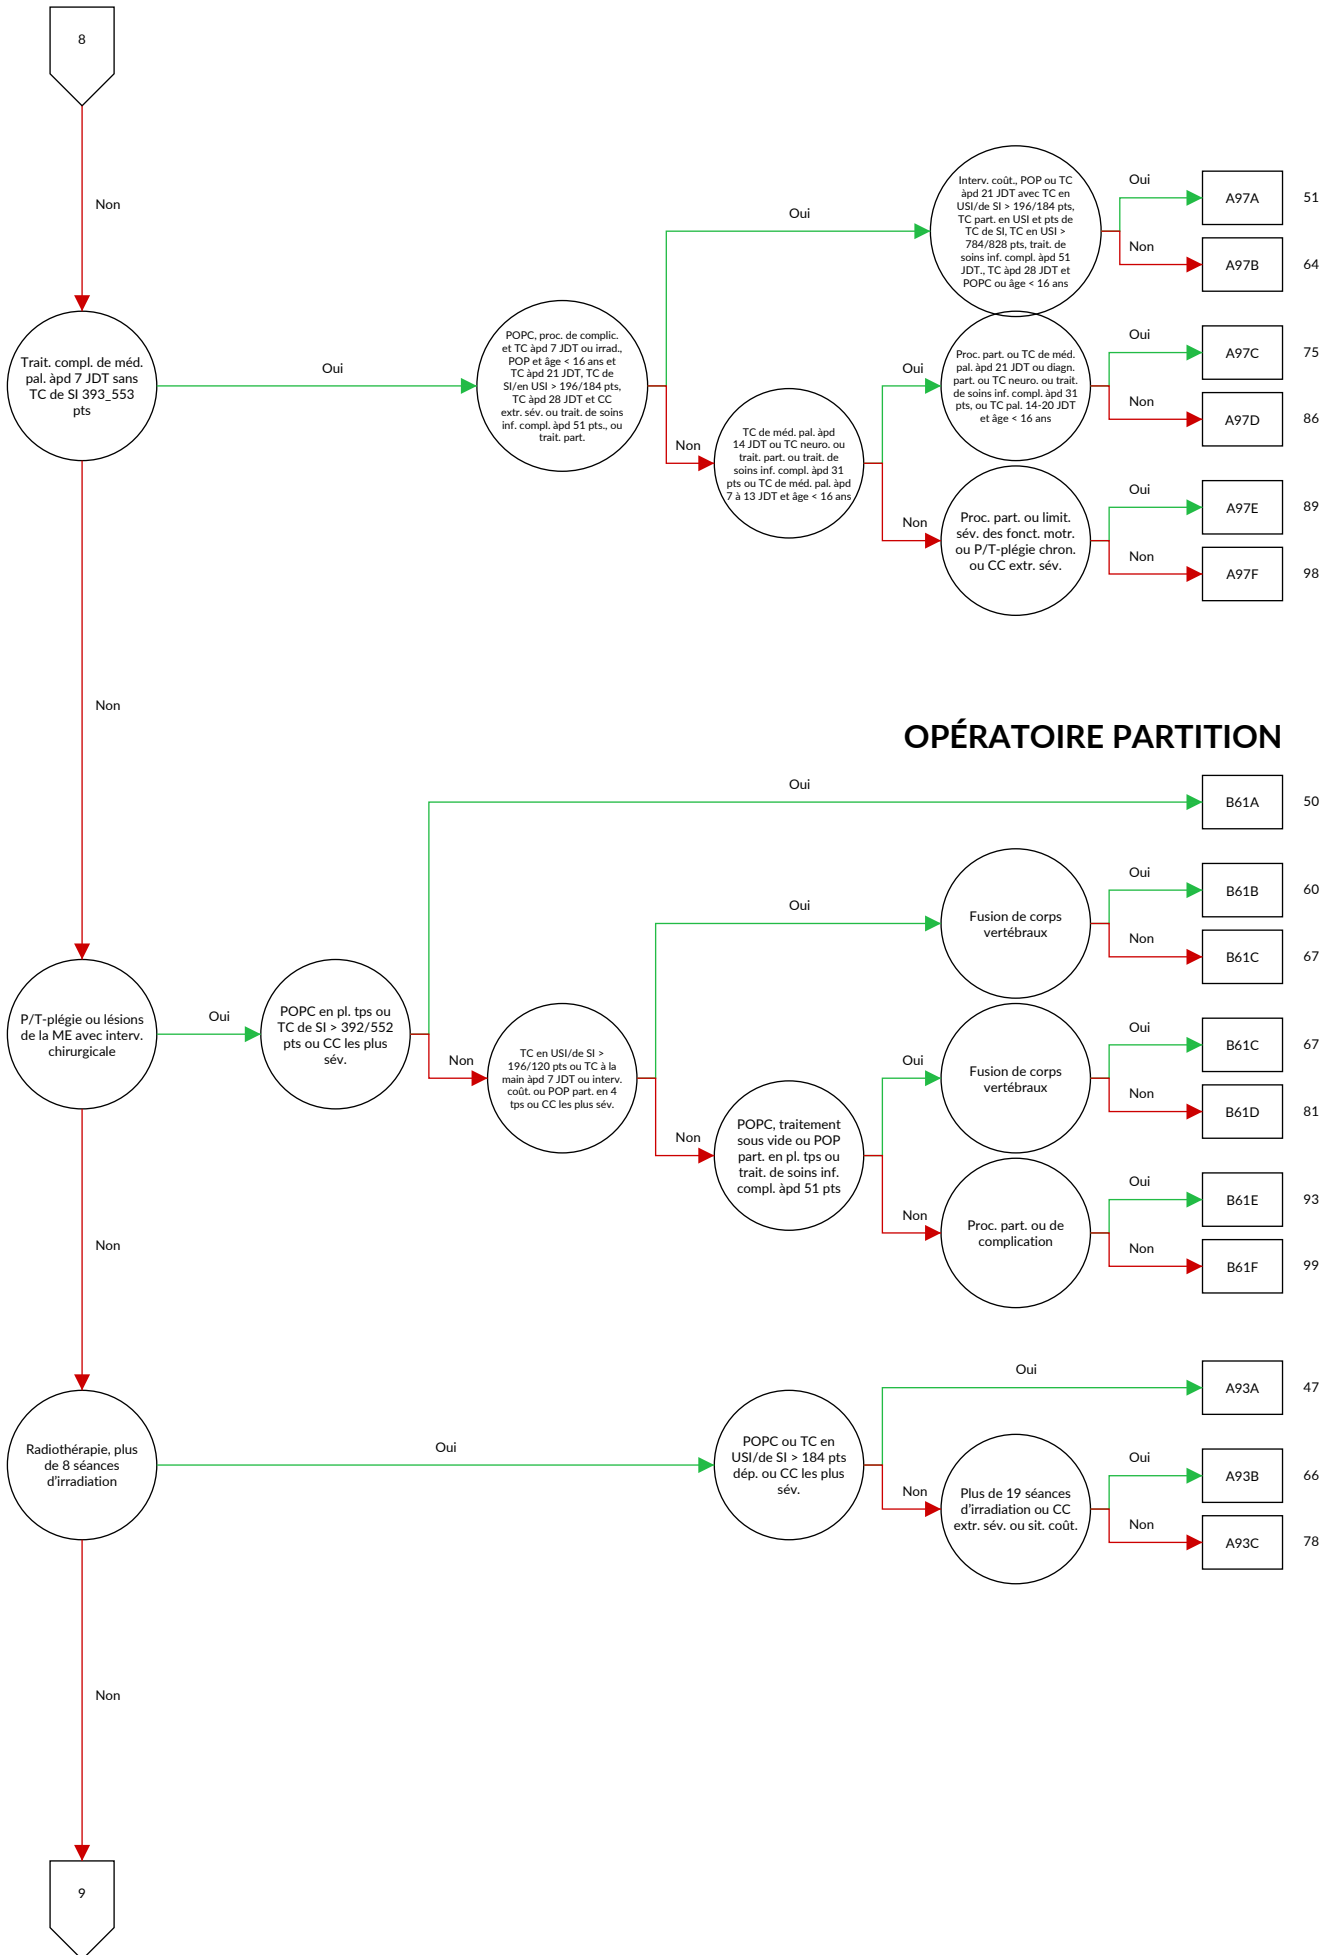 8
Non
Trait. compl. de méd.
pal. àpd 7 JDT sans
TC de SI 393_553
pts
Oui
POPC, proc. de complic.
et TC àpd 7 JDT ou irrad.,
POP et âge < 16 ans et
TC àpd 21 JDT, TC de
SI/en USI > 196/184 pts,
TC àpd 28 JDT et CC
extr. sév. ou trait. de soins
inf. compl. àpd 51 pts., ou
trait. part.
Oui
Interv. coût., POP ou TC
àpd 21 JDT avec TC en
USI/de SI > 196/184 pts,
TC part. en USI et pts de
TC de SI, TC en USI >
784/828 pts, trait. de
soins inf. compl. àpd 51
JDT., TC àpd 28 JDT et
POPC ou âge < 16 ans
Oui
A97A
51
Non
A97B
64
Non
TC de méd. pal. àpd
14 JDT ou TC neuro. ou
trait. part. ou trait. de
soins inf. compl. àpd 31
pts ou TC de méd. pal. àpd
7 à 13 JDT et âge < 16 ans
Oui
Proc. part. ou TC de méd.
pal. àpd 21 JDT ou diagn.
part. ou TC neuro. ou trait.
de soins inf. compl. àpd 31
pts, ou TC pal. 14-20 JDT
et âge < 16 ans
Oui
A97C
75
Non
A97D
86
Non
Proc. part. ou limit.
sév. des fonct. motr.
ou P/T-plégie chron.
ou CC extr. sév.
Oui
A97E
89
Non
A97F
98
Non
OPÉRATOIRE PARTITION
P/T-plégie ou lésions
de la ME avec interv.
chirurgicale
Oui
POPC en pl. tps ou
TC de SI > 392/552
pts ou CC les plus
sév.
Oui
B61A
50
Non
TC en USI/de SI >
196/120 pts ou TC à la
main àpd 7 JDT ou interv.
coût. ou POP part. en 4
tps ou CC les plus sév.
Oui
Fusion de corps
vertébraux
Oui
B61B
60
Non
B61C
67
Non
POPC, traitement
sous vide ou POP
part. en pl. tps ou
trait. de soins inf.
compl. àpd 51 pts
Oui
Fusion de corps
vertébraux
Oui
B61C
67
Non
B61D
81
Non
Proc. part. ou de
complication
Oui
B61E
93
Non
B61F
99
Non
Radiothérapie, plus
de 8 séances
d'irradiation
Oui
POPC ou TC en
USI/de SI > 184 pts
dép. ou CC les plus
sév.
Oui
A93A
47
Non
Plus de 19 séances
d'irradiation ou CC
extr. sév. ou sit. coût.
Oui
A93B
66
Non
A93C
78
Non
9